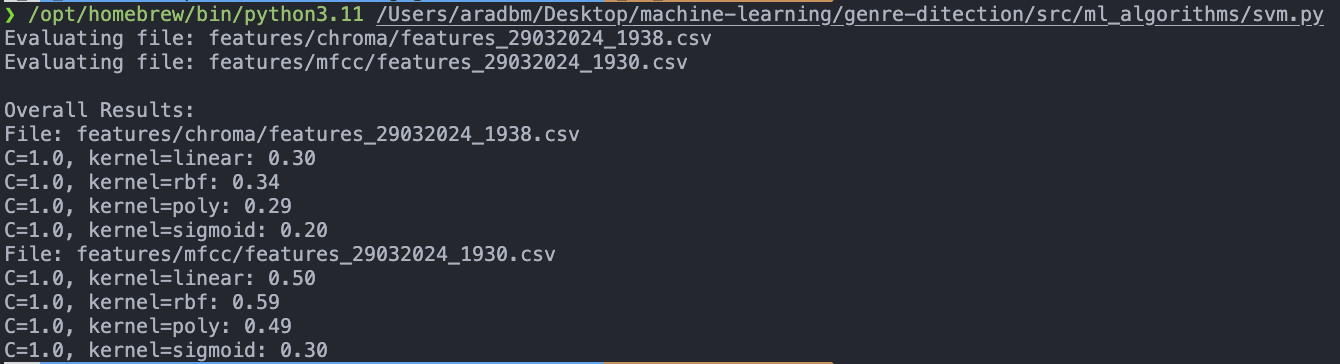 ❯ /opt/homebrew/bin/python3.11 /Users/aradbm/Desktop/machine-learning/genre-ditection/src/ml_algorithms/svm.py
Evaluating file: features/chroma/features_29032024_1938.csv
Evaluating file: features/mfcc/features_29032024_1930.csv

Overall Results:
File: features/chroma/features_29032024_1938.csv
C=1.0, kernel=linear: 0.30
C=1.0, kernel=rbf: 0.34
C=1.0, kernel=poly: 0.29
C=1.0, kernel=sigmoid: 0.20
File: features/mfcc/features_29032024_1930.csv
C=1.0, kernel=linear: 0.50
C=1.0, kernel=rbf: 0.59
C=1.0, kernel=poly: 0.49
C=1.0, kernel=sigmoid: 0.30